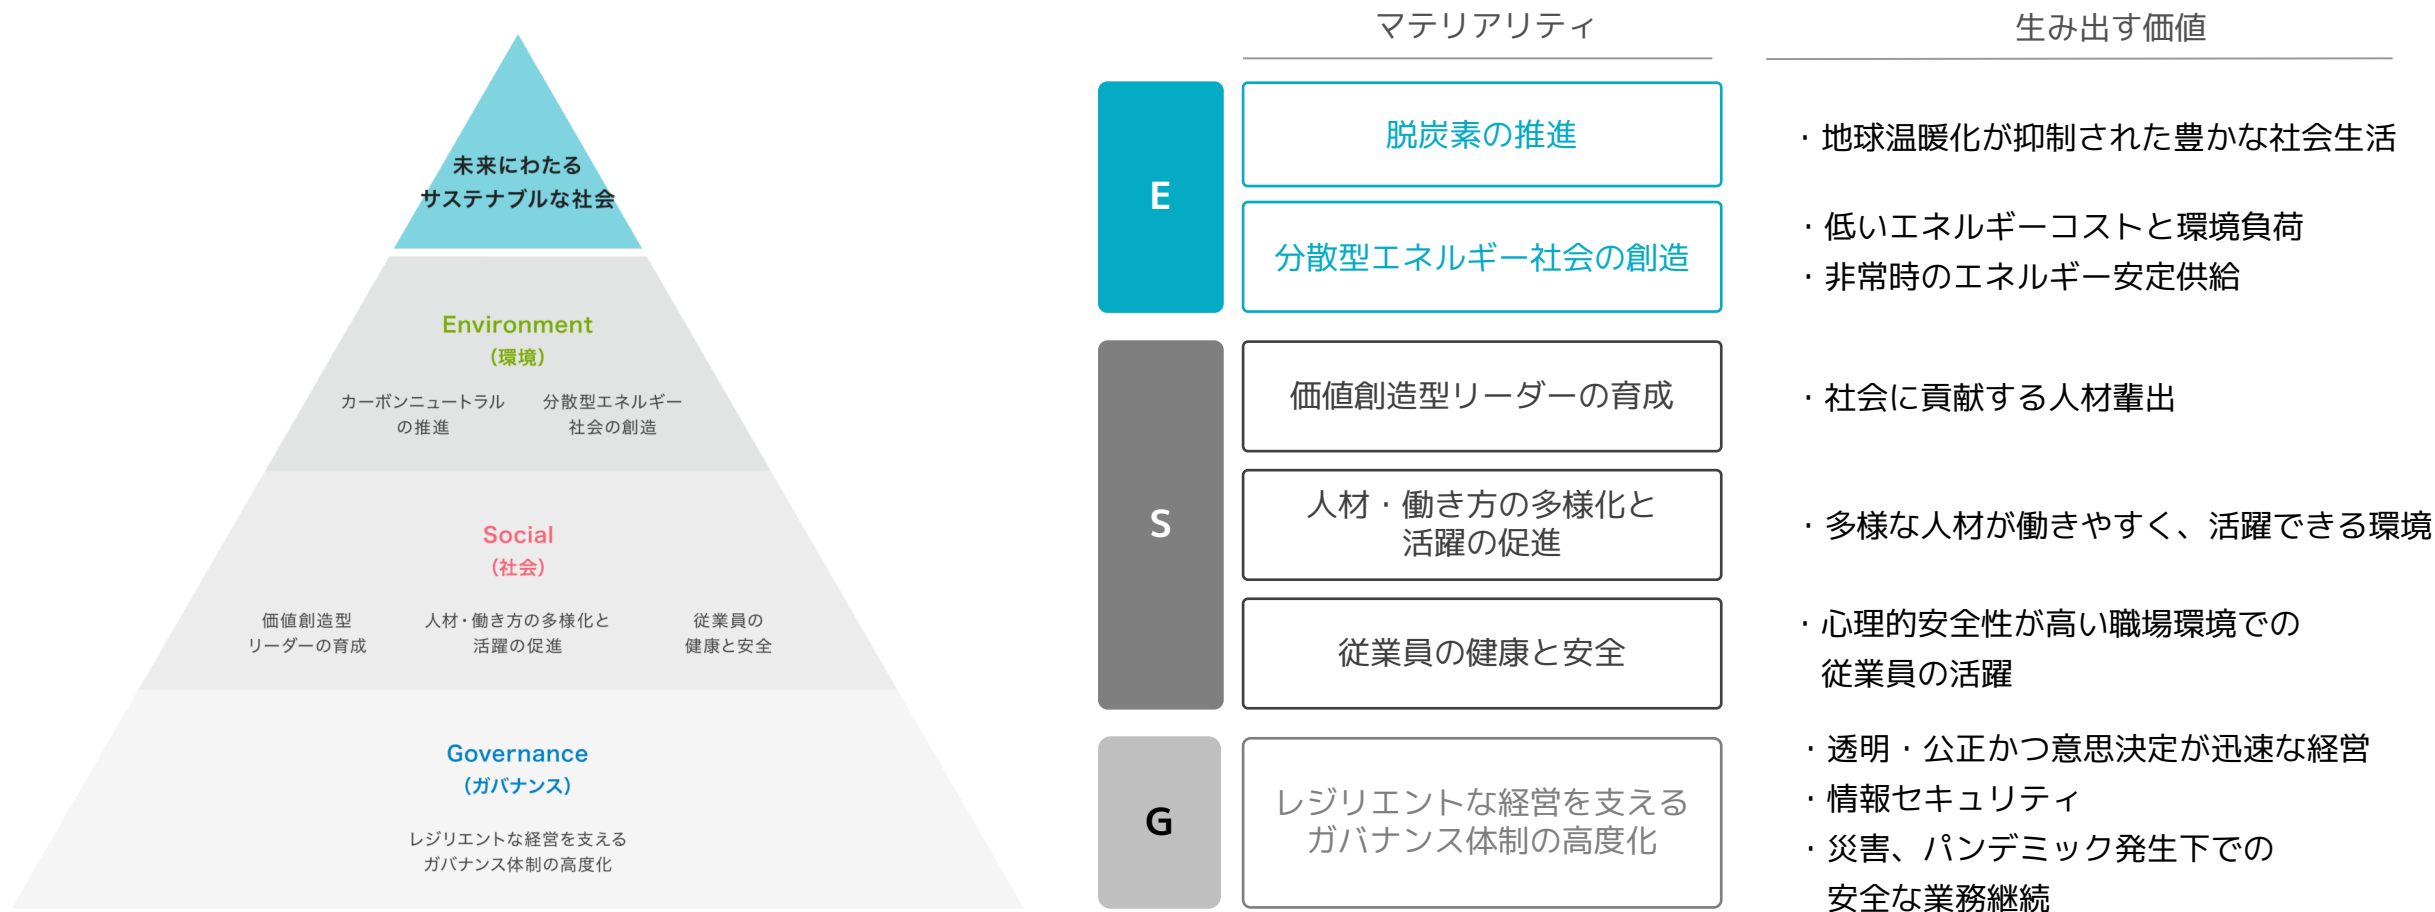 未来にわたる
サステナブルな社会
Environment
(環境)
カーボンニュートラル
の推進
分散型エネルギー
社会の創造
Social
(社会)
価値創造型
リーダーの育成
人材・働き方の多様化と
活躍の促進
従業員の
健康と安全
Governance
(ガバナンス)
レジリエントな経営を支える
ガバナンス体制の高度化
マテリアリティ
生み出す価値
E
脱炭素の推進
・地球温暖化が抑制された豊かな社会生活
分散型エネルギー社会の創造
・低いエネルギーコストと環境負荷
・非常時のエネルギー安定供給
S
価値創造型リーダーの育成
・社会に貢献する人材輩出
人材・働き方の多様化と
活躍の促進
・多様な人材が働きやすく、活躍できる環境
従業員の健康と安全
・心理的安全性が高い職場環境での
従業員の活躍
G
レジリエントな経営を支える
ガバナンス体制の高度化
・透明・公正かつ意思決定が迅速な経営
・情報セキュリティ
・災害、パンデミック発生下での
安全な業務継続